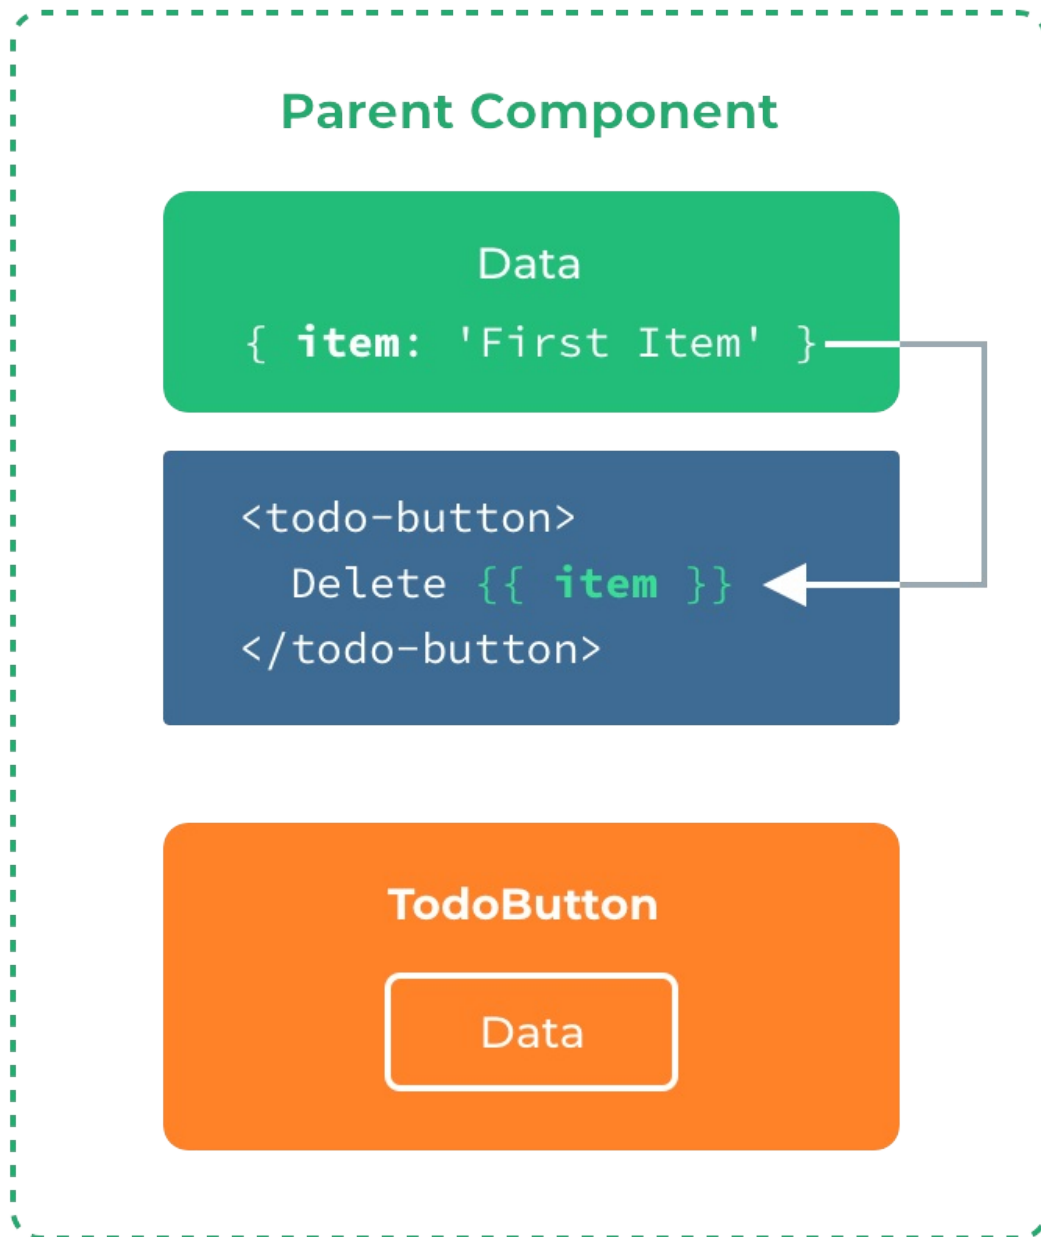 Parent Component
Data
{ item: 'First Item' }
<todo-button>
Delete {{ item }}
</todo-button>
TodoButton
Data